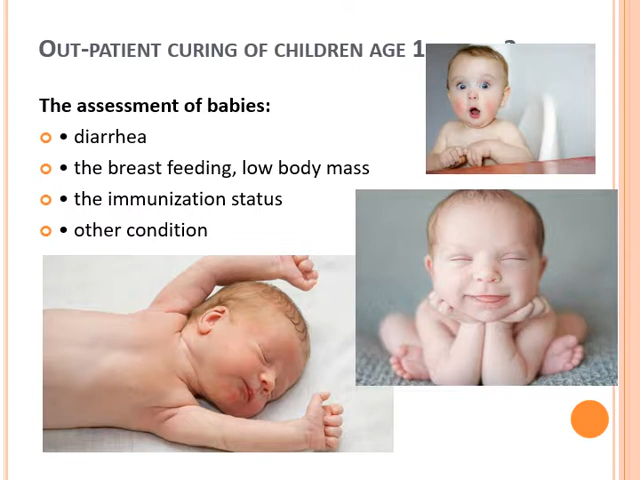 OUT-PATIENT CURING OF CHILDREN AGE 1
The assessment of babies:
• diarrhea
• the breast feeding, low body mass
• the immunization status
• other condition